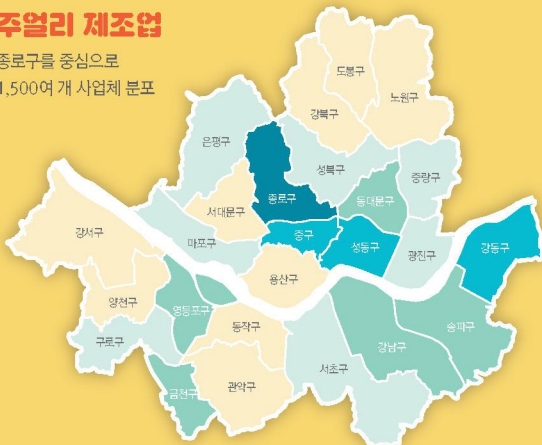 주얼리 제조업
종로구를 중심으로
1,500여 개 사업체 분포
도봉구
노원구
강북구
은평구
성북구
중랑구
종로구
동대문구
서대문구
강서구
마포구
중구
성동구
광진구
강동구
양천구
용산구
영등포구
송파구
구로구
동작구
강남구
서초구
금천구
관악구